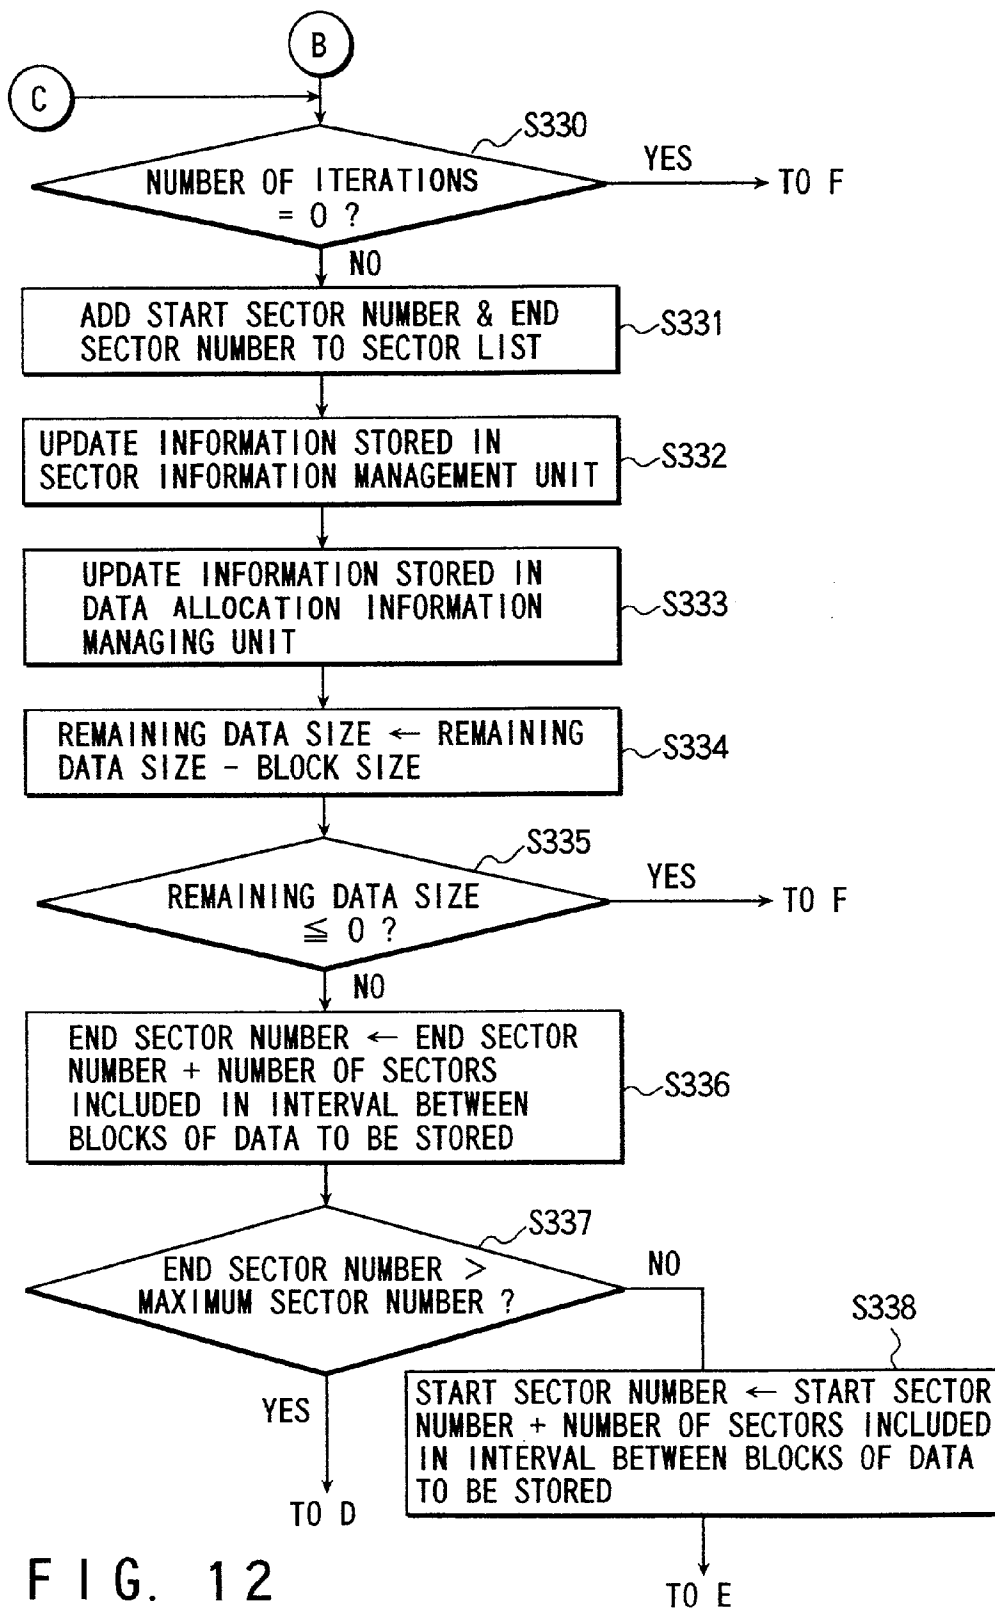 B
C
S330
NUMBER OF ITERATIONS
= 0 ?
YES
TO F
NO
ADD START SECTOR NUMBER & END
SECTOR NUMBER TO SECTOR LIST
S331
UPDATE INFORMATION STORED IN
SECTOR INFORMATION MANAGEMENT UNIT
S332
UPDATE INFORMATION STORED IN
DATA ALLOCATION INFORMATION
MANAGING UNIT
S333
REMAINING DATA SIZE ← REMAINING
DATA SIZE - BLOCK SIZE
S334
S335
REMAINING DATA SIZE
≦ 0 ?
YES
TO F
NO
END SECTOR NUMBER ← END SECTOR
NUMBER + NUMBER OF SECTORS
INCLUDED IN INTERVAL BETWEEN
BLOCKS OF DATA TO BE STORED
S336
S337
END SECTOR NUMBER >
MAXIMUM SECTOR NUMBER ?
NO
YES
TO D
S338
START SECTOR NUMBER ← START SECTOR
NUMBER + NUMBER OF SECTORS INCLUDED
IN INTERVAL BETWEEN BLOCKS OF DATA
TO BE STORED
TO E
FIG. 12